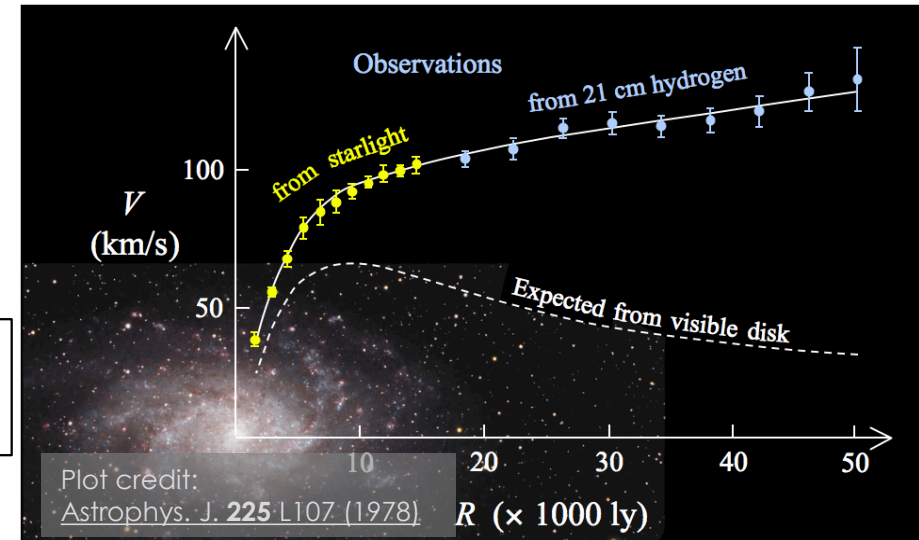 Observations
from 21 cm hydrogen
from starlight
100
V
(km/s)
50
Expected from visible disk
10
20
30
40
50
R (× 1000 ly)
Plot credit:
Astrophys. J. 225 L107 (1978)